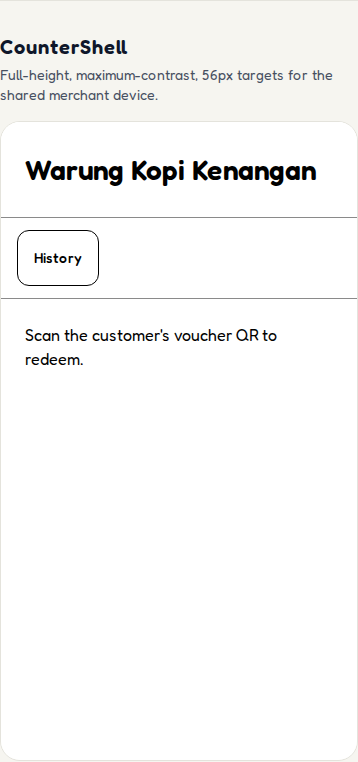 CounterShell
Full-height, maximum-contrast, 56px targets for the
shared merchant device.
Warung Kopi Kenangan
History
Scan the customer's voucher QR to
redeem.